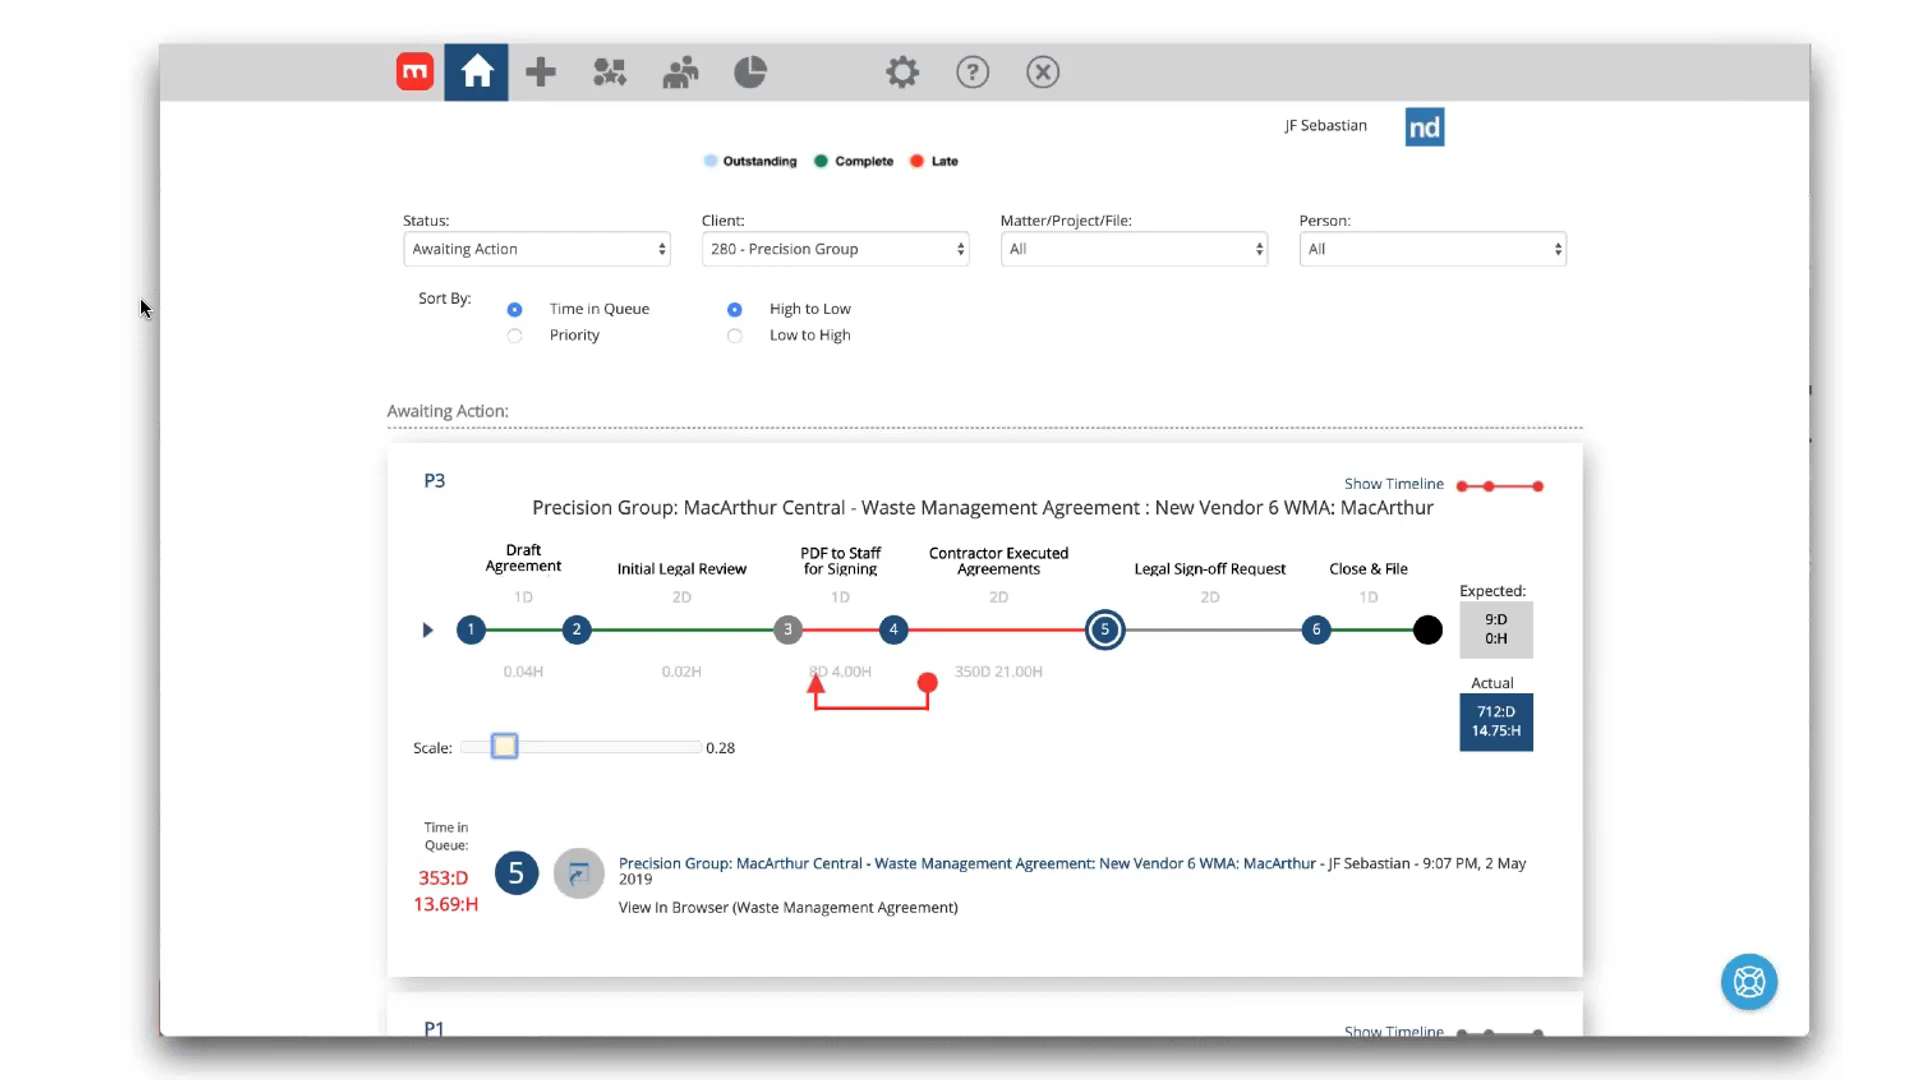 m
JF Sebastian
nd
Outstanding Complete Late
Status: Client: Matter/Project/File: Person:
Awaiting Action 280 - Precision Group All All
Sort By:
Time in Queue High to Low
Priority Low to High
Awaiting Action:
P3
Show Timeline
Precision Group: MacArthur Central - Waste Management Agreement : New Vendor 6 WMA: MacArthur
Draft
Agreement
Initial Legal Review
PDF to Staff
for Signing
Contractor Executed
Agreements
Legal Sign-off Request
Close & File
1D 2D 1D 2D 2D 1D
Expected:
9:D
0:H
1 2 3 4 5 6
0.04H 0.02H 8D 4.00H 350D 21.00H
Actual
712:D
14.75:H
Scale: 0.28
Time in
Queue:
353:D
13.69:H
5
Precision Group: MacArthur Central - Waste Management Agreement: New Vendor 6 WMA: MacArthur - JF Sebastian - 9:07 PM, 2 May
2019
View In Browser (Waste Management Agreement)
P1
Show Timeline